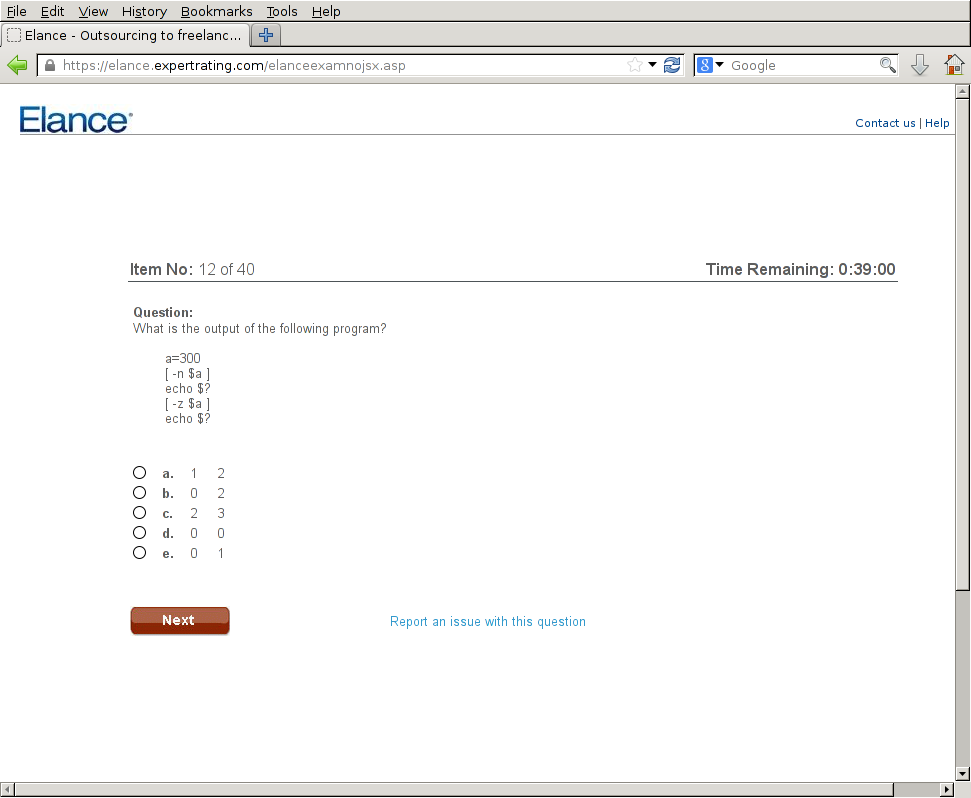 File Edit View History Bookmarks Tools Help
Elance - Outsourcing to freelanc...
https://elance.expertrating.com/elanceexamnojsx.asp
8 Google
Elance
Contact us | Help
Item No: 12 of 40
Time Remaining: 0:39:00
Question:
What is the output of the following program?
a=300
[ -n $a ]
echo $?
[ -z $a ]
echo $?
a. 1 2
b. 0 2
c. 2 3
d. 0 0
e. 0 1
Next
Report an issue with this question